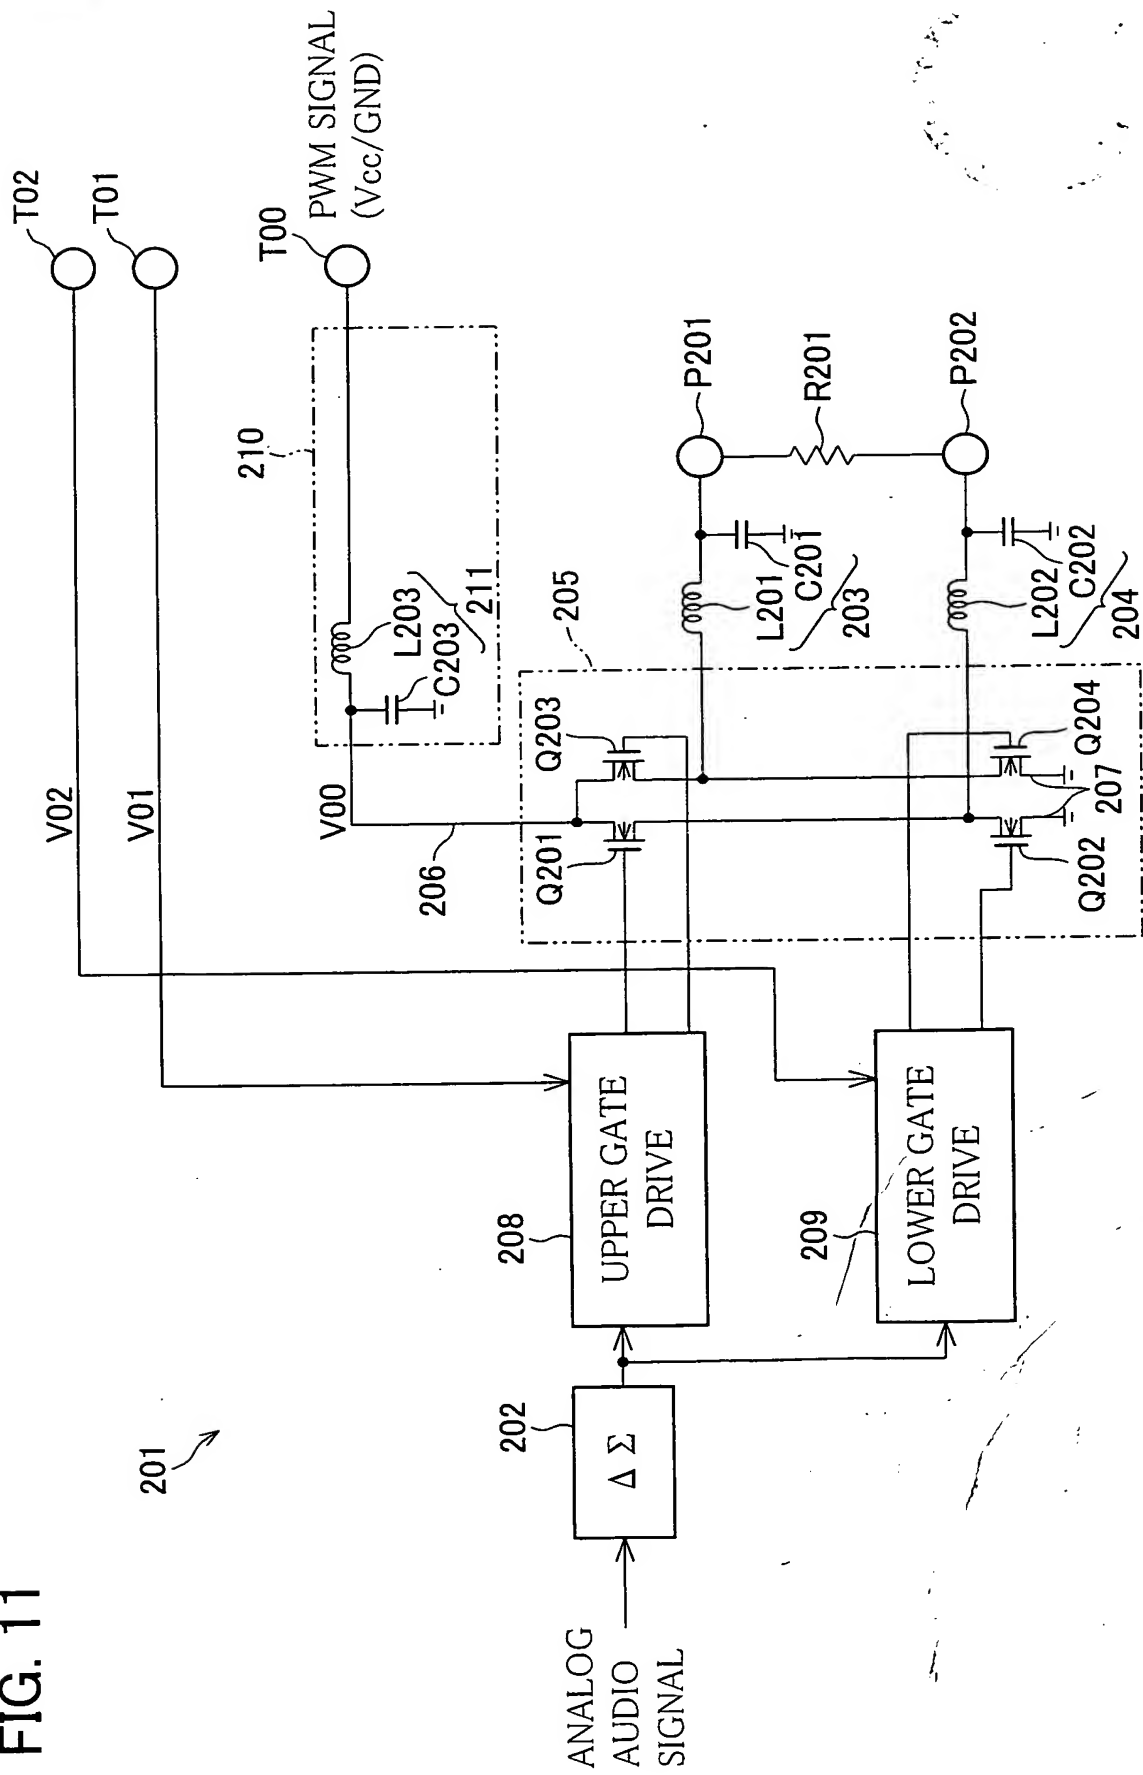 FIG. 11
201
ANALOG
AUDIO
SIGNAL
202
Δ Σ
208
UPPER GATE
DRIVE
209
LOWER GATE
DRIVE
V02
V01
V00
206
Q201
Q203
Q202
Q204
207
205
210
L203
C203
211
L201
C201
203
L202
C202
204
P201
R201
P202
T02
T01
T00
PWM SIGNAL
(Vcc/GND)